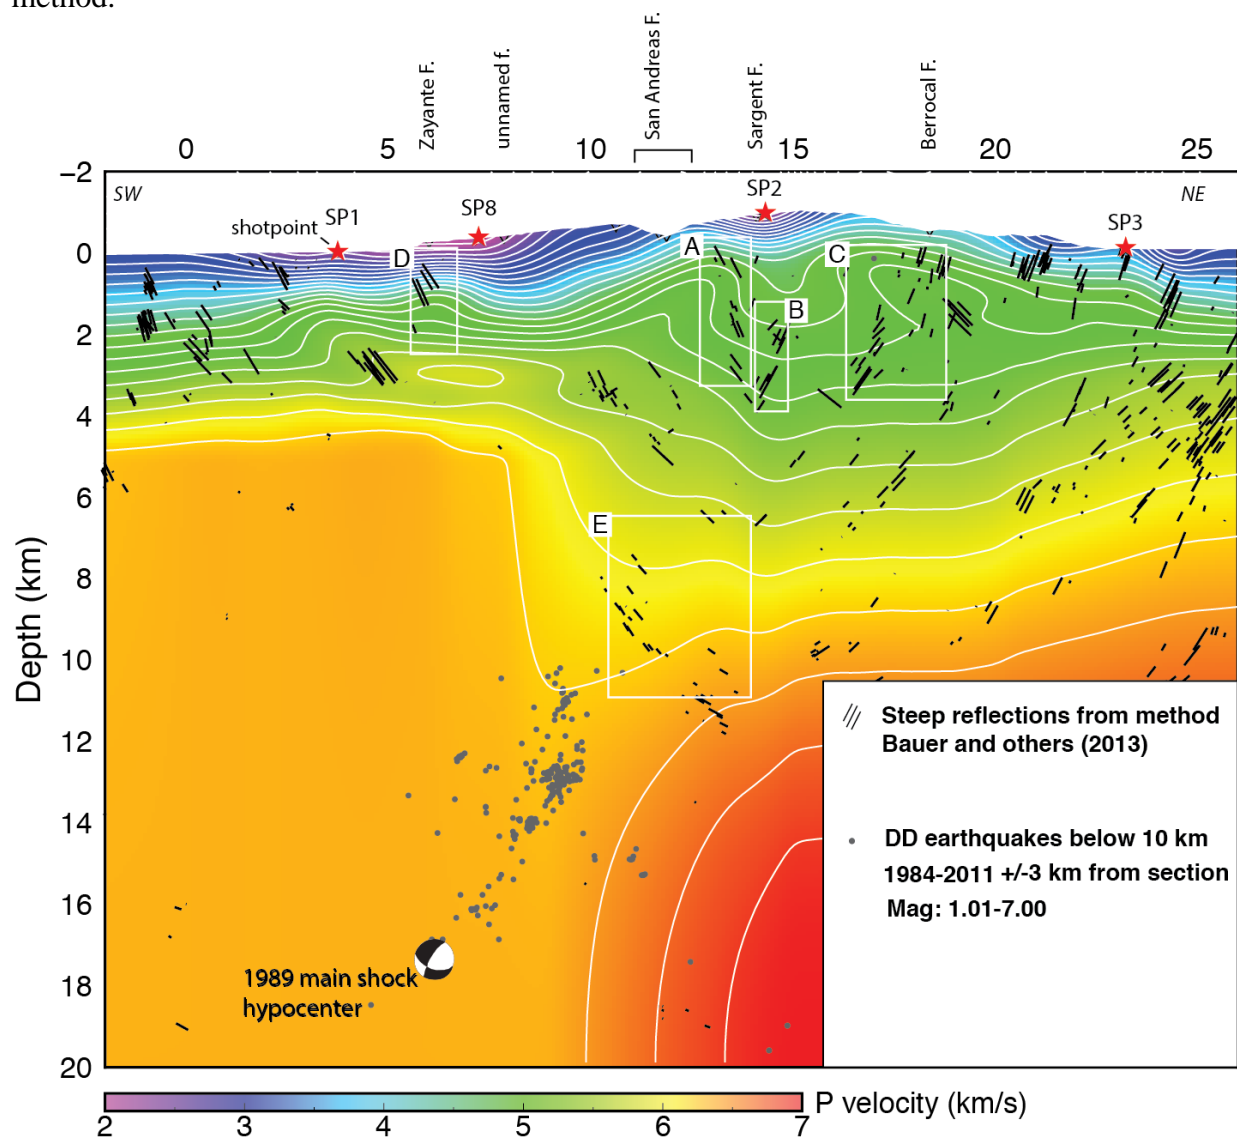 method.
Zayante F.
unnamed f.
San Andreas F.
Sargent F.
Berrocal F.
0 5 10 15 20 25
SW
NE
SP1
SP8
SP2
SP3
shotpoint
A
B
C
D
E
Depth (km)
−2
0
2
4
6
8
10
12
14
16
18
20
1989 main shock
hypocenter
Steep reflections from method
Bauer and others (2013)
DD earthquakes below 10 km
1984-2011 +/-3 km from section
Mag: 1.01-7.00
2 3 4 5 6 7
P velocity (km/s)